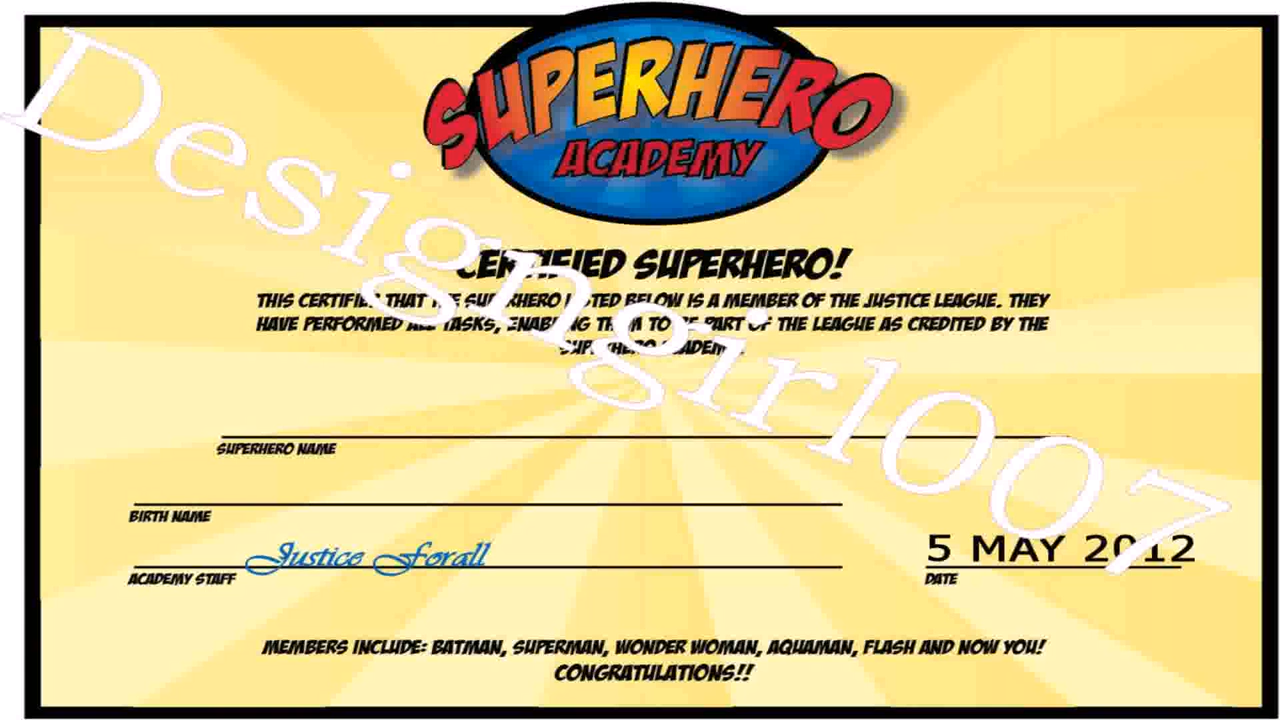 SUPERHERO
ACADEMY
CERTIFIED SUPERHERO!
THIS CERTIFIES THAT THE SUPERHERO LISTED BELOW IS A MEMBER OF THE JUSTICE LEAGUE. THEY
HAVE PERFORMED ALL TASKS, ENABLING THEM TO BE PART OF THE LEAGUE AS CREDITED BY THE
SUPERHERO ACADEMY.
Designgirl007
SUPERHERO NAME
BIRTH NAME
Justice Forall
ACADEMY STAFF
5 MAY 2012
DATE
MEMBERS INCLUDE: BATMAN, SUPERMAN, WONDER WOMAN, AQUAMAN, FLASH AND NOW YOU!
CONGRATULATIONS!!